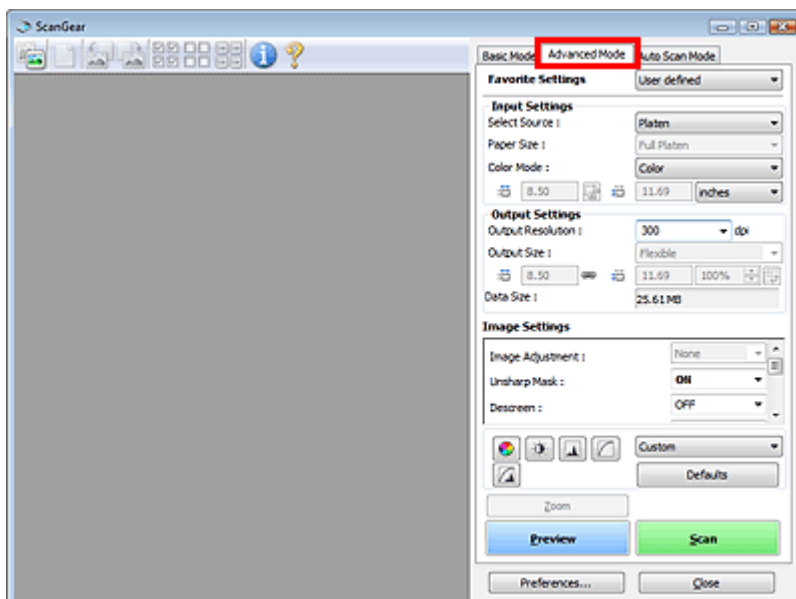 ScanGear
Basic Mode Advanced Mode Auto Scan Mode
Favorite Settings User defined
Input Settings
Select Source : Platen
Paper Size : Full Platen
Color Mode : Color
8.50 11.69 inches
Output Settings
Output Resolution : 300 dpi
Output Size : Flexible
8.50 11.69 100%
Data Size : 25.61 MB
Image Settings
Image Adjustment : None
Unsharp Mask : ON
Descreen : OFF
Custom
Defaults
Zoom
Preview Scan
Preferences... Close